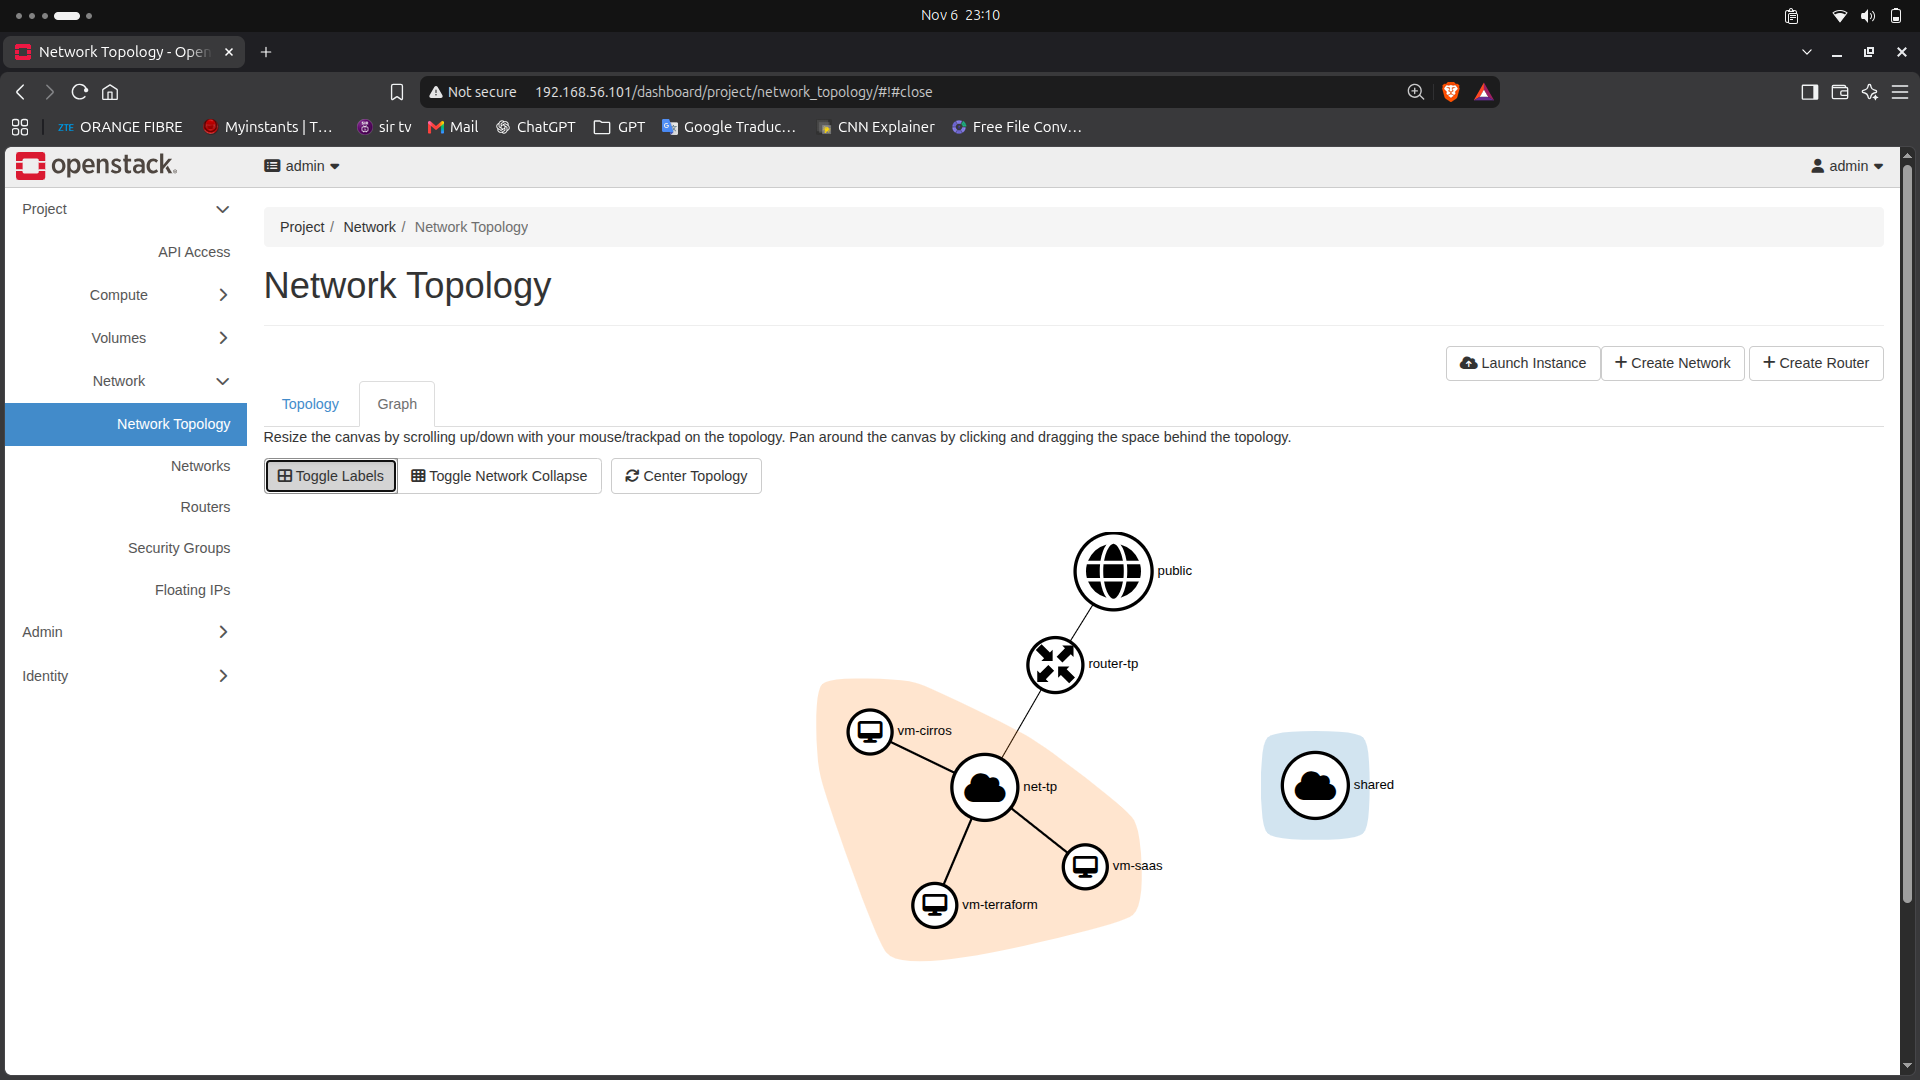 Nov 6 23:10
Network Topology - Open
Not secure 192.168.56.101/dashboard/project/network_topology/#!#close
ZTE ORANGE FIBRE Myinstants | T... sir tv Mail ChatGPT GPT Google Traduc... CNN Explainer Free File Conv...
openstack. admin admin
Project
API Access
Compute
Volumes
Network
Network Topology
Networks
Routers
Security Groups
Floating IPs
Admin
Identity
Project / Network / Network Topology
Network Topology
Launch Instance + Create Network + Create Router
Topology Graph
Resize the canvas by scrolling up/down with your mouse/trackpad on the topology. Pan around the canvas by clicking and dragging the space behind the topology.
Toggle Labels Toggle Network Collapse Center Topology
public
router-tp
vm-cirros
net-tp
shared
vm-saas
vm-terraform